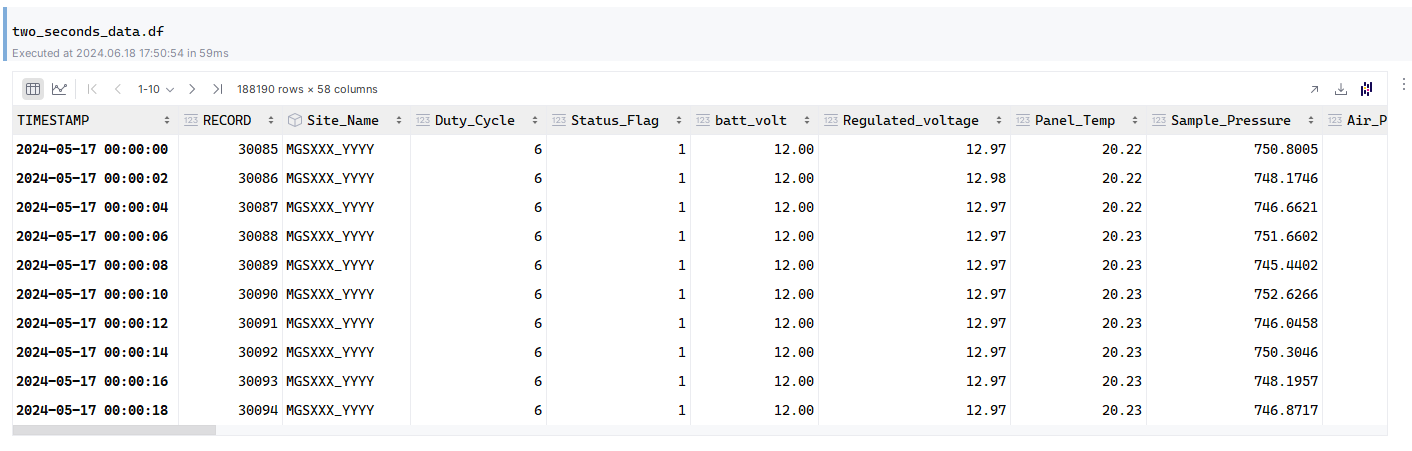 two_seconds_data.df
Executed at 2024.06.18 17:50:54 in 59ms
1-10 188190 rows × 58 columns
TIMESTAMP 123 RECORD Site_Name 123 Duty_Cycle 123 Status_Flag 123 batt_volt 123 Regulated_voltage 123 Panel_Temp 123 Sample_Pressure 123 Air_P
2024-05-17 00:00:00 30085 MGSXXX_YYYY 6 1 12.00 12.97 20.22 750.8005
2024-05-17 00:00:02 30086 MGSXXX_YYYY 6 1 12.00 12.98 20.22 748.1746
2024-05-17 00:00:04 30087 MGSXXX_YYYY 6 1 12.00 12.97 20.22 746.6621
2024-05-17 00:00:06 30088 MGSXXX_YYYY 6 1 12.00 12.97 20.23 751.6602
2024-05-17 00:00:08 30089 MGSXXX_YYYY 6 1 12.00 12.97 20.23 745.4402
2024-05-17 00:00:10 30090 MGSXXX_YYYY 6 1 12.00 12.97 20.23 752.6266
2024-05-17 00:00:12 30091 MGSXXX_YYYY 6 1 12.00 12.97 20.23 746.0458
2024-05-17 00:00:14 30092 MGSXXX_YYYY 6 1 12.00 12.97 20.23 750.3046
2024-05-17 00:00:16 30093 MGSXXX_YYYY 6 1 12.00 12.97 20.23 748.1957
2024-05-17 00:00:18 30094 MGSXXX_YYYY 6 1 12.00 12.97 20.23 746.8717